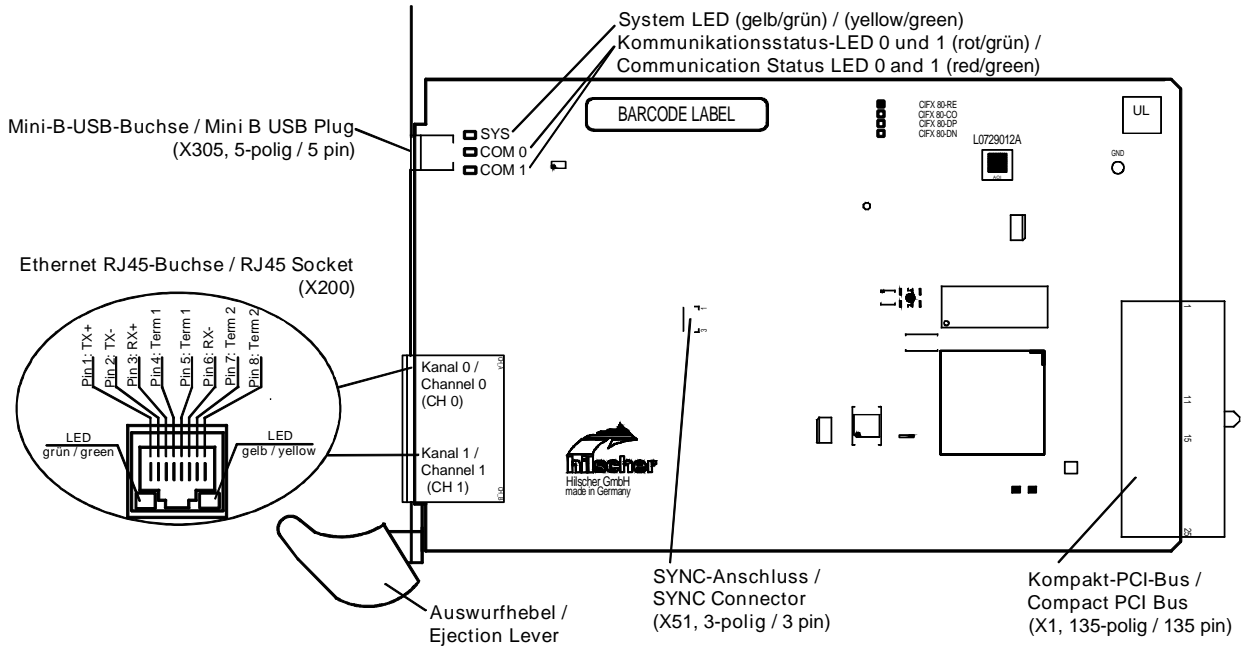 System LED (gelb/grün) / (yellow/green)
Kommunikationsstatus-LED 0 und 1 (rot/grün) /
Communication Status LED 0 and 1 (red/green)
BARCODE LABEL
CIFX 80-RE
CIFX 80-CO
CIFX 80-DP
CIFX 80-DN
UL
L0729012A
GND
Mini-B-USB-Buchse / Mini B USB Plug
(X305, 5-polig / 5 pin)
SYS
COM 0
COM 1
Ethernet RJ45-Buchse / RJ45 Socket
(X200)
Pin 1: TX+
Pin 2: TX-
Pin 3: RX+
Pin 4: Term 1
Pin 5: Term 1
Pin 6: RX-
Pin 7: Term 2
Pin 8: Term 2
LED
grün / green
LED
gelb / yellow
Kanal 0 /
Channel 0
(CH 0)
Kanal 1 /
Channel 1
(CH 1)
1
3
1
11
15
25
hilscher
Hilscher GmbH
made in Germany
Auswurfhebel /
Ejection Lever
SYNC-Anschluss /
SYNC Connector
(X51, 3-polig / 3 pin)
Kompakt-PCI-Bus /
Compact PCI Bus
(X1, 135-polig / 135 pin)